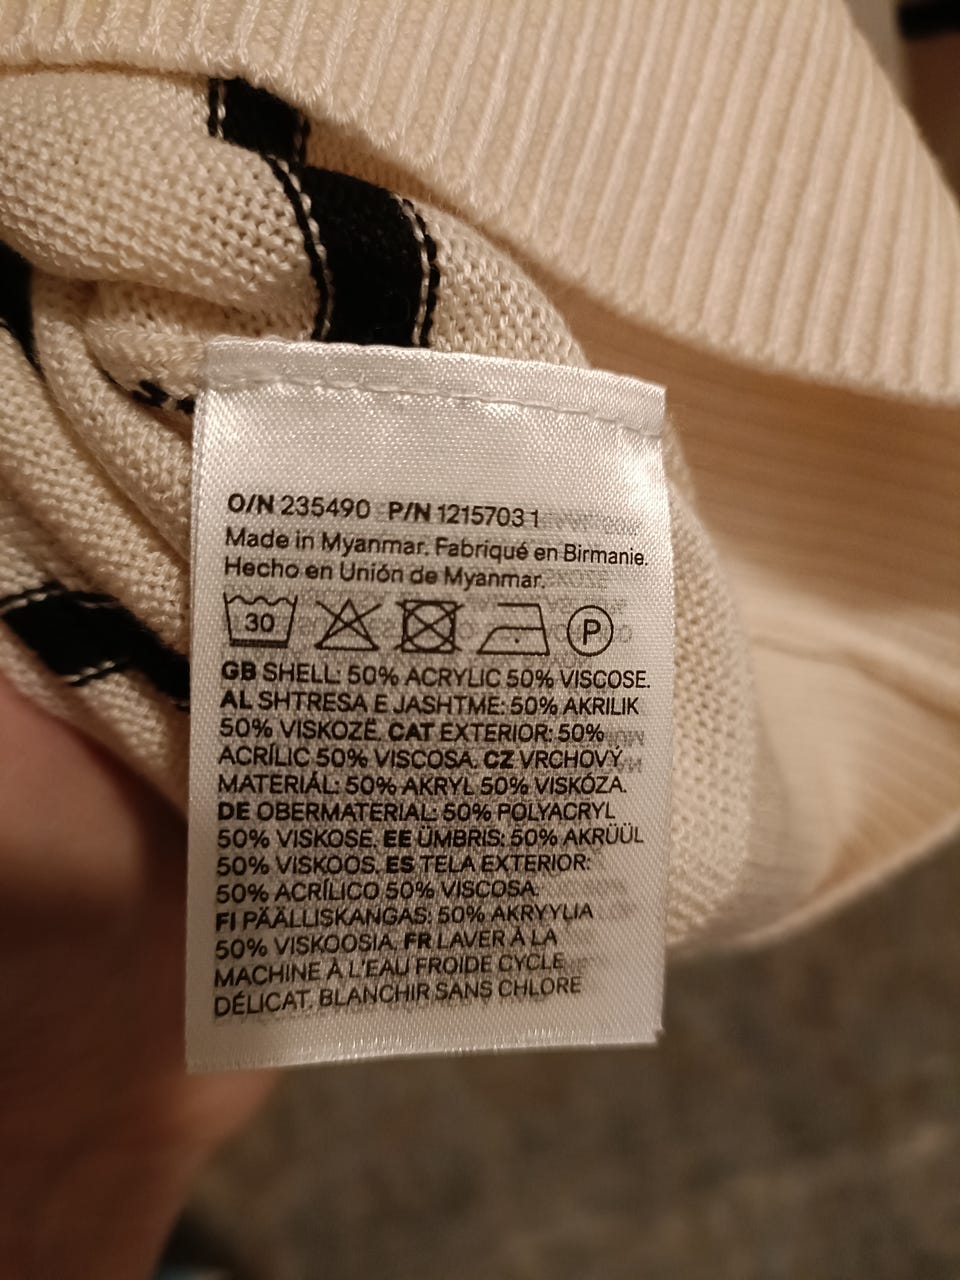 O/N 235490 P/N 1215703 1
Made in Myanmar. Fabriqué en Birmanie.
Hecho en Unión de Myanmar.
30 P
GB SHELL: 50% ACRYLIC 50% VISCOSE.
AL SHTRESA E JASHTME: 50% AKRILIK
50% VISKOZË. CAT EXTERIOR: 50%
ACRÍLIC 50% VISCOSA. CZ VRCHOVÝ
MATERIÁL: 50% AKRYL 50% VISKÓZA.
DE OBERMATERIAL: 50% POLYACRYL
50% VISKOSE. EE ÜMBRIS: 50% AKRÜÜL
50% VISKOOS. ES TELA EXTERIOR:
50% ACRÍLICO 50% VISCOSA.
FI PÄÄLLISKANGAS: 50% AKRYYLIA
50% VISKOOSIA. FR LAVER À LA
MACHINE À L'EAU FROIDE CYCLE
DÉLICAT. BLANCHIR SANS CHLORE